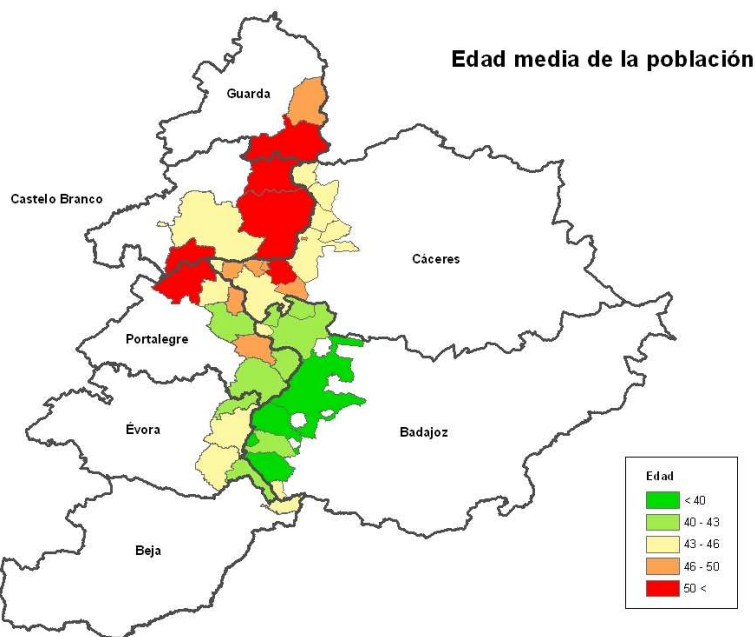 Edad media de la población
Guarda
Castelo Branco
Cáceres
Portalegre
Évora
Badajoz
Beja
Edad
< 40
40 - 43
43 - 46
46 - 50
50 <